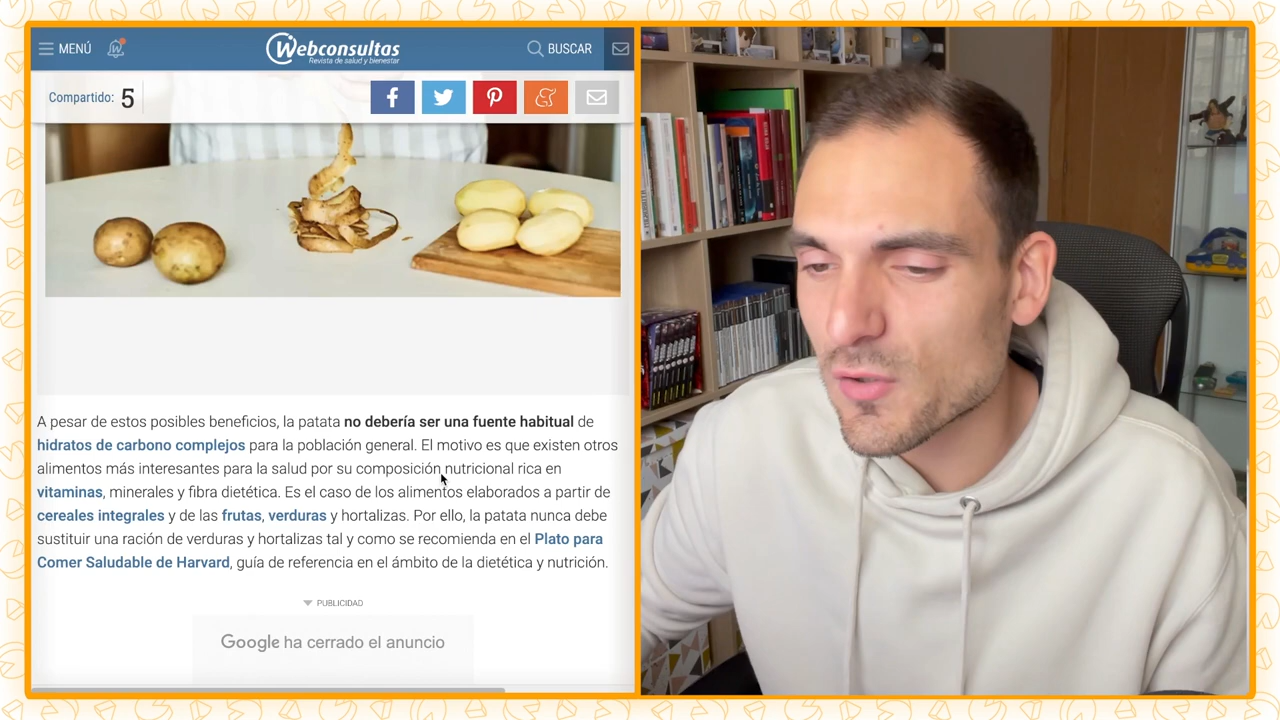 MENÚ
Webconsultas
Revista de salud y bienestar
BUSCAR
Compartido: 5
A pesar de estos posibles beneficios, la patata no debería ser una fuente habitual de
hidratos de carbono complejos para la población general. El motivo es que existen otros
alimentos más interesantes para la salud por su composición nutricional rica en
vitaminas, minerales y fibra dietética. Es el caso de los alimentos elaborados a partir de
cereales integrales y de las frutas, verduras y hortalizas. Por ello, la patata nunca debe
sustituir una ración de verduras y hortalizas tal y como se recomienda en el Plato para
Comer Saludable de Harvard, guía de referencia en el ámbito de la dietética y nutrición.
PUBLICIDAD
Google ha cerrado el anuncio